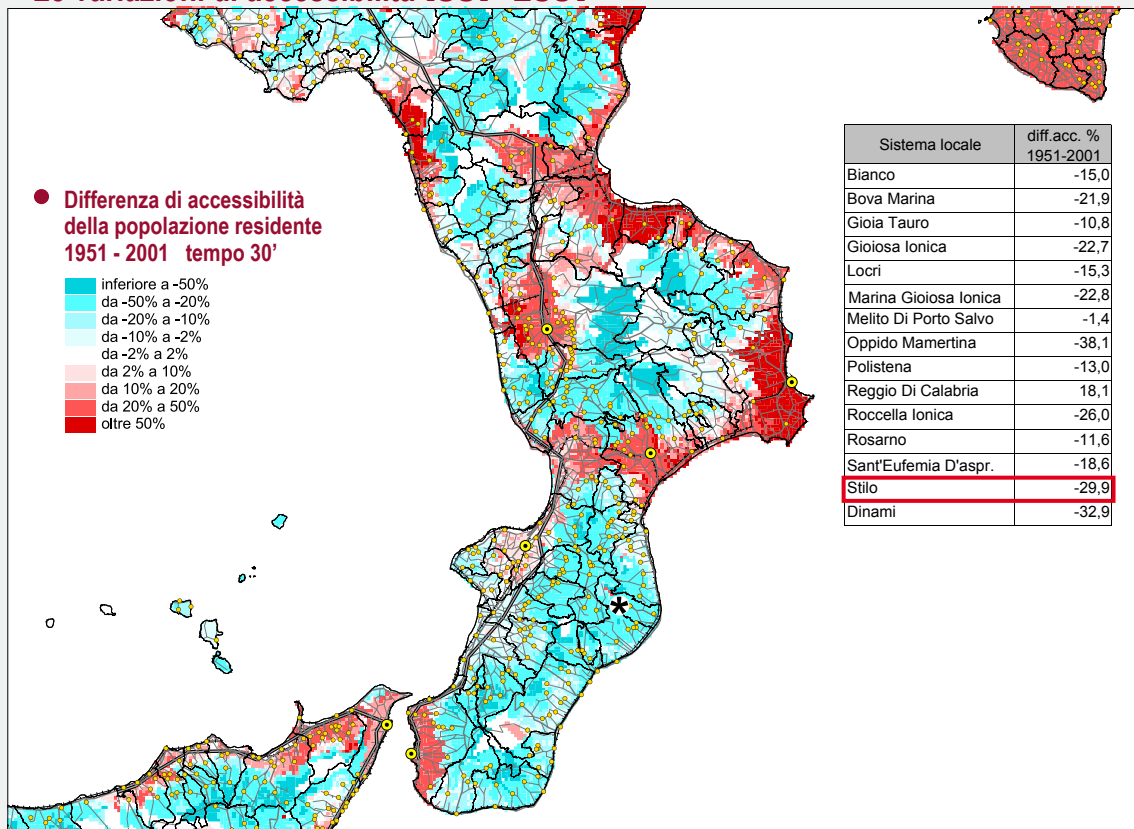 Differenza di accessibilità
della popolazione residente
1951 - 2001 tempo 30'
inferiore a -50%
da -50% a -20%
da -20% a -10%
da -10% a -2%
da -2% a 2%
da 2% a 10%
da 10% a 20%
da 20% a 50%
oltre 50%
*
Sistema locale diff.acc. %
1951-2001
Bianco -15,0
Bova Marina -21,9
Gioia Tauro -10,8
Gioiosa Ionica -22,7
Locri -15,3
Marina Gioiosa Ionica -22,8
Melito Di Porto Salvo -1,4
Oppido Mamertina -38,1
Polistena -13,0
Reggio Di Calabria 18,1
Roccella Ionica -26,0
Rosarno -11,6
Sant'Eufemia D'aspr. -18,6
Stilo -29,9
Dinami -32,9